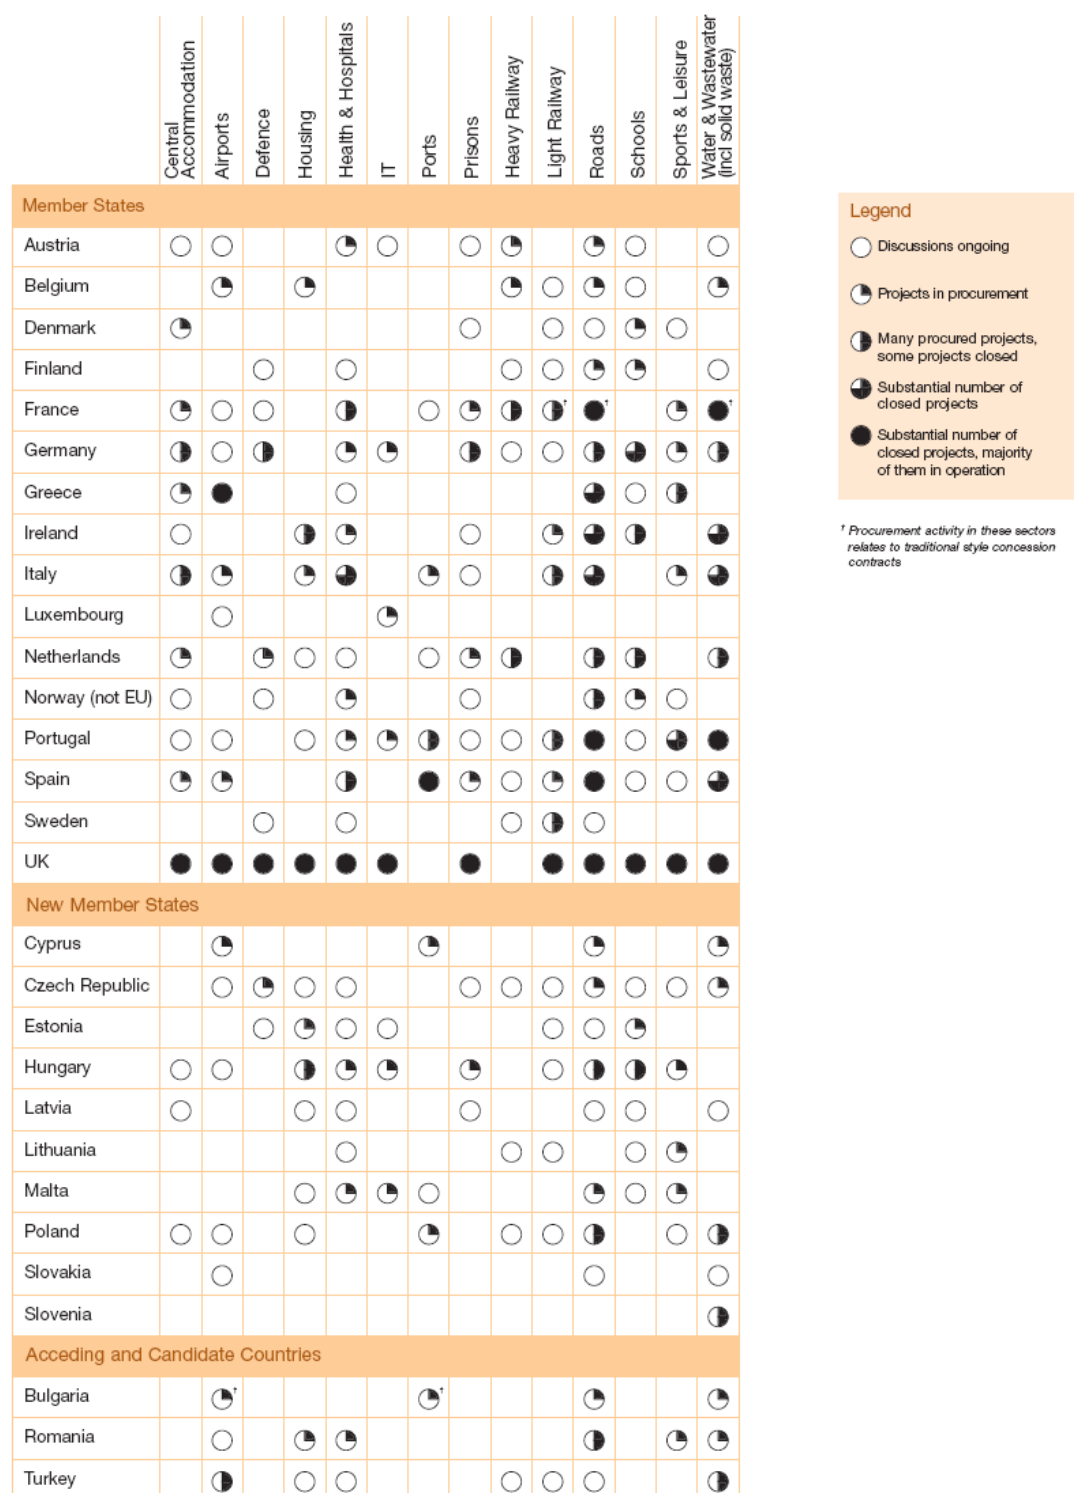 Central
Accommodation
Airports
Defence
Housing
Health & Hospitals
IT
Ports
Prisons
Heavy Railway
Light Railway
Roads
Schools
Sports & Leisure
Water & Wastewater
(incl solid waste)
Member States
Austria
Belgium
Denmark
Finland
France
†
†
†
Germany
Greece
Ireland
Italy
Luxembourg
Netherlands
Norway (not EU)
Portugal
Spain
Sweden
UK
New Member States
Cyprus
Czech Republic
Estonia
Hungary
Latvia
Lithuania
Malta
Poland
Slovakia
Slovenia
Acceding and Candidate Countries
Bulgaria
†
†
Romania
Turkey
Legend
Discussions ongoing
Projects in procurement
Many procured projects,
some projects closed
Substantial number of
closed projects
Substantial number of
closed projects, majority
of them in operation
† Procurement activity in these sectors
relates to traditional style concession
contracts